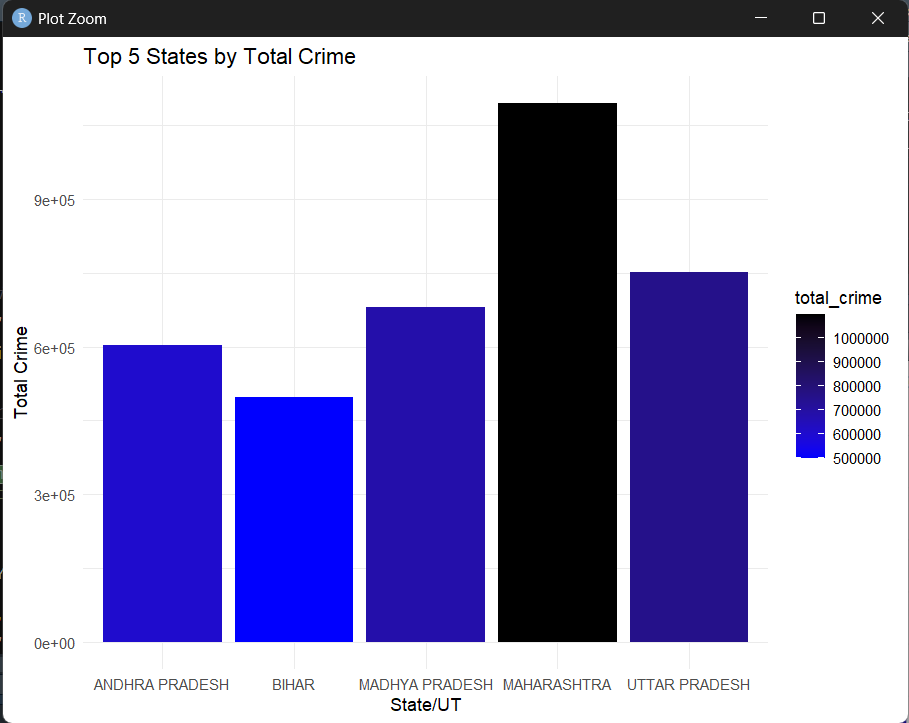 R Plot Zoom
Top 5 States by Total Crime
Total Crime
9e+05
6e+05
3e+05
0e+00
ANDHRA PRADESH BIHAR MADHYA PRADESH MAHARASHTRA UTTAR PRADESH
State/UT
total_crime
1000000
900000
800000
700000
600000
500000